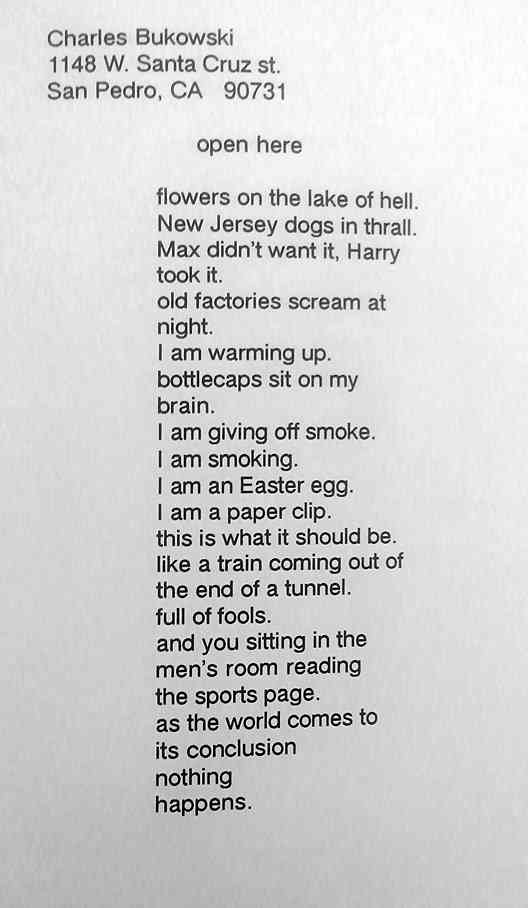 Charles Bukowski
1148 W. Santa Cruz st.
San Pedro, CA 90731
open here
flowers on the lake of hell.
New Jersey dogs in thrall.
Max didn't want it, Harry
took it.
old factories scream at
night.
I am warming up.
bottlecaps sit on my
brain.
I am giving off smoke.
I am smoking.
I am an Easter egg.
I am a paper clip.
this is what it should be.
like a train coming out of
the end of a tunnel.
full of fools.
and you sitting in the
men's room reading
the sports page.
as the world comes to
its conclusion
nothing
happens.